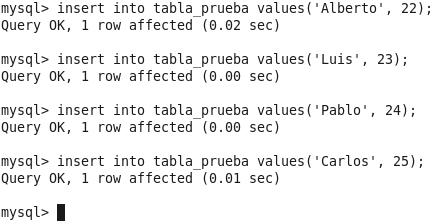 mysql> insert into tabla_prueba values('Alberto', 22);
Query OK, 1 row affected (0.02 sec)
mysql> insert into tabla_prueba values('Luis', 23);
Query OK, 1 row affected (0.00 sec)
mysql> insert into tabla_prueba values('Pablo', 24);
Query OK, 1 row affected (0.00 sec)
mysql> insert into tabla_prueba values('Carlos', 25);
Query OK, 1 row affected (0.01 sec)
mysql>